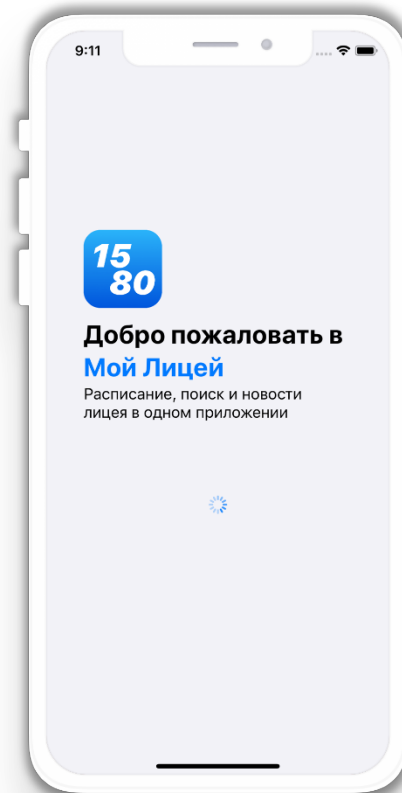 9:11
15
80
Добро пожаловать в
Мой Лицей
Расписание, поиск и новости
лицея в одном приложении